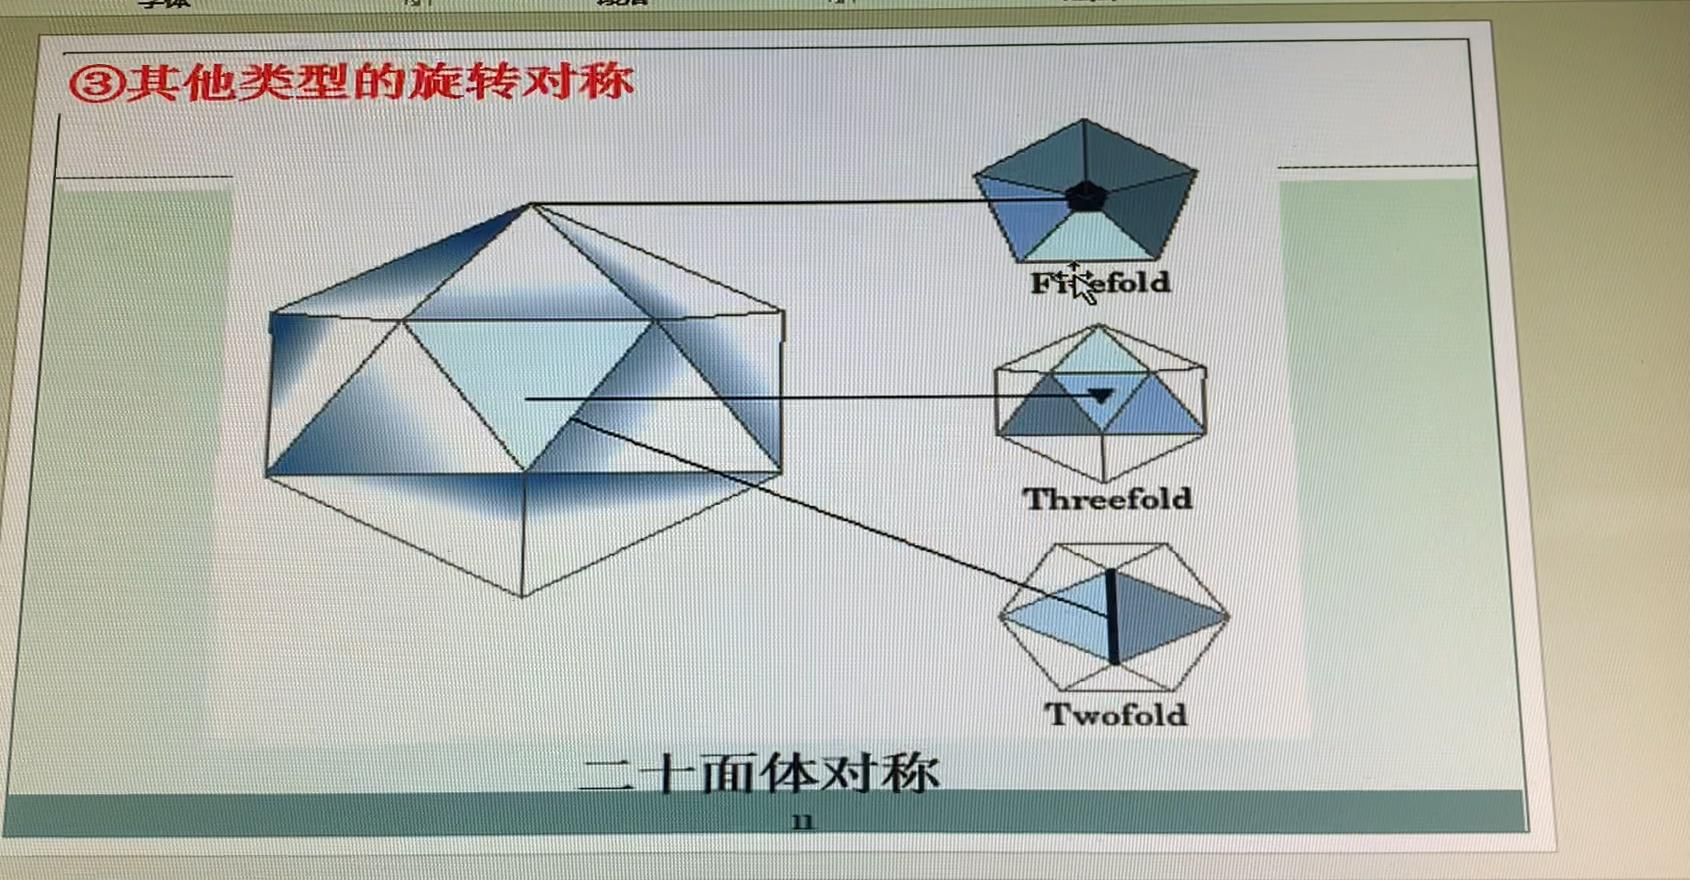 ③其他类型的旋转对称
Fivefold
Threefold
Twofold
二十面体对称
11